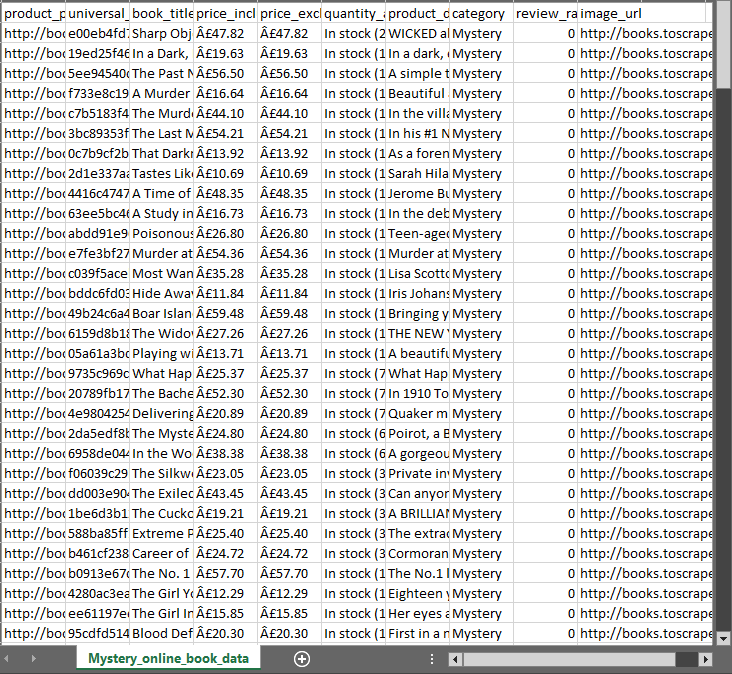 product_p universal_ book_title price_incl price_excl quantity_a product_d category review_ra image_url
http://boo e00eb4fd7 Sharp Obj Â£47.82 Â£47.82 In stock (2 WICKED al Mystery 0 http://books.toscrape
http://boo 19ed25f46 In a Dark, Â£19.63 Â£19.63 In stock (1 In a dark, Mystery 0 http://books.toscrape
http://boo 5ee94540d The Past N Â£56.50 Â£56.50 In stock (1 A simple t Mystery 0 http://books.toscrape
http://boo f733e8c19 A Murder Â£16.64 Â£16.64 In stock (1 Beautiful Mystery 0 http://books.toscrape
http://boo c7b5183f4 The Murde Â£44.10 Â£44.10 In stock (1 In the villa Mystery 0 http://books.toscrape
http://boo 3bc89353f The Last M Â£54.21 Â£54.21 In stock (1 In his #1 N Mystery 0 http://books.toscrape
http://boo 0c7b9cf2b That Darkn Â£13.92 Â£13.92 In stock (1 As a foren Mystery 0 http://books.toscrape
http://boo 2d1e337aa Tastes Like Â£10.69 Â£10.69 In stock (1 Sarah Hila Mystery 0 http://books.toscrape
http://boo 4416c4747 A Time of Â£48.35 Â£48.35 In stock (1 Jerome Bu Mystery 0 http://books.toscrape
http://boo 63ee5bc4 A Study in Â£16.73 Â£16.73 In stock (1 In the deb Mystery 0 http://books.toscrape
http://boo abdd91e9 Poisonous Â£26.80 Â£26.80 In stock (1 Teen-aged Mystery 0 http://books.toscrape
http://boo e7fe3bf27 Murder at Â£54.36 Â£54.36 In stock (1 Murder at Mystery 0 http://books.toscrape
http://boo c039f5ace Most Wan Â£35.28 Â£35.28 In stock (1 Lisa Scotto Mystery 0 http://books.toscrape
http://boo bddc6fd03 Hide Away Â£11.84 Â£11.84 In stock (1 Iris Johans Mystery 0 http://books.toscrape
http://boo 49b24c6a4 Boar Islan Â£59.48 Â£59.48 In stock (1 Bringing y Mystery 0 http://books.toscrape
http://boo 6159d8b18 The Widow Â£27.26 Â£27.26 In stock (1 THE NEW Y Mystery 0 http://books.toscrape
http://boo 05a61a3bc Playing wi Â£13.71 Â£13.71 In stock (1 A beautifu Mystery 0 http://books.toscrape
http://boo 9735c969c What Hap Â£25.37 Â£25.37 In stock (7 What Hap Mystery 0 http://books.toscrape
http://boo 20789fb17 The Bache Â£52.30 Â£52.30 In stock (7 In 1910 To Mystery 0 http://books.toscrape
http://boo 4e9804254 Delivering Â£20.89 Â£20.89 In stock (7 Quaker m Mystery 0 http://books.toscrape
http://boo 2da5edf8b The Myste Â£24.80 Â£24.80 In stock (6 Poirot, a B Mystery 0 http://books.toscrape
http://boo 6958de044 In the Wo Â£38.38 Â£38.38 In stock (6 A gorgeou Mystery 0 http://books.toscrape
http://boo f06039c29 The Silkwo Â£23.05 Â£23.05 In stock (3 Private inv Mystery 0 http://books.toscrape
http://boo dd003e904 The Exiled Â£43.45 Â£43.45 In stock (3 Can anyon Mystery 0 http://books.toscrape
http://boo 1be6d3b1 The Cucko Â£19.21 Â£19.21 In stock (3 A BRILLIAN Mystery 0 http://books.toscrape
http://boo 588ba85ff Extreme P Â£25.40 Â£25.40 In stock (3 The extrac Mystery 0 http://books.toscrape
http://boo b461cf238 Career of Â£24.72 Â£24.72 In stock (3 Cormoran Mystery 0 http://books.toscrape
http://boo b0913e67c The No. 1 Â£57.70 Â£57.70 In stock (1 The No.1 l Mystery 0 http://books.toscrape
http://boo 4280ac3ea The Girl Yo Â£12.29 Â£12.29 In stock (1 Eighteen y Mystery 0 http://books.toscrape
http://boo ee61197e The Girl In Â£15.85 Â£15.85 In stock (1 Her eyes a Mystery 0 http://books.toscrape
http://boo 95cdfd514 Blood Def Â£20.30 Â£20.30 In stock (1 First in a n Mystery 0 http://books.toscrape
Mystery_online_book_data